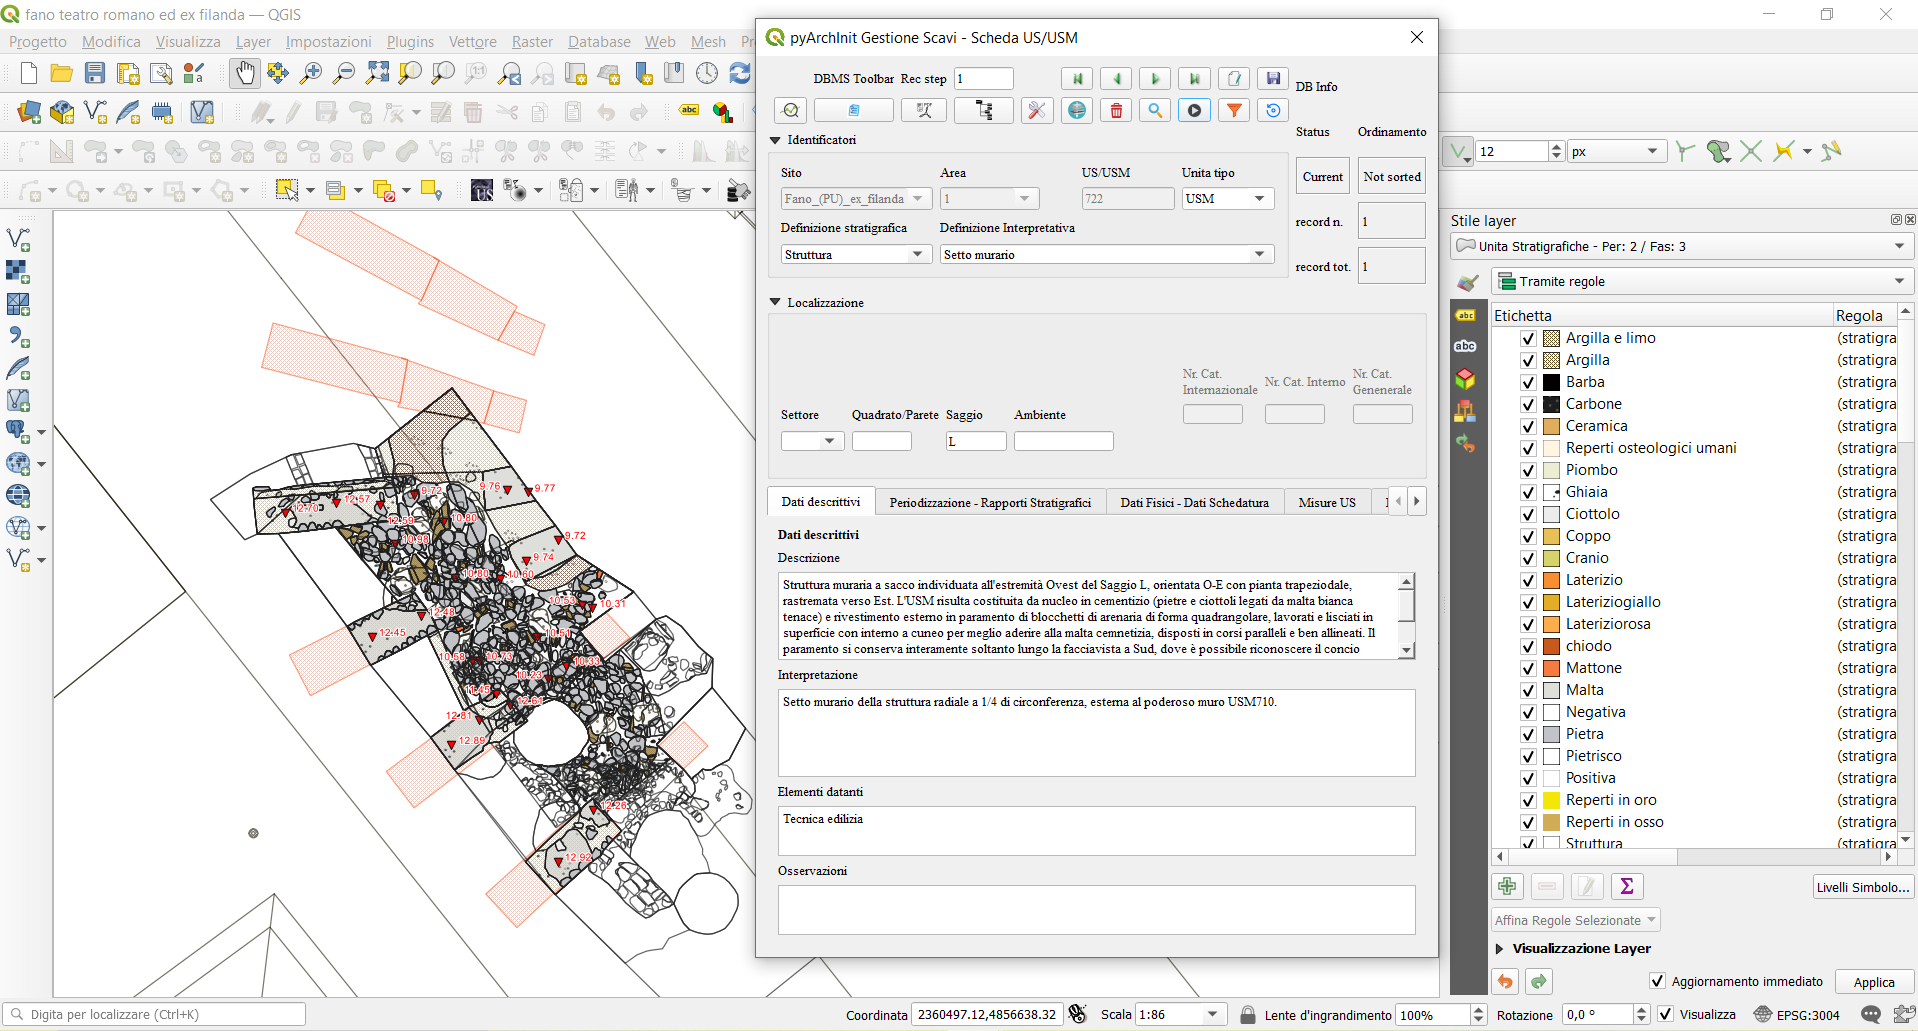 fano teatro romano ed ex filanda — QGIS
Progetto Modifica Visualizza Layer Impostazioni Plugins Vettore Raster Database Web Mesh Pr
pyArchInit Gestione Scavi - Scheda US/USM
DBMS Toolbar Rec step 1
DB Info
Status Ordinamento
Current Not sorted
record n. 1
record tot. 1
Identificatori
Sito Area US/USM Unita tipo
Fano_(PU)_ex_filanda 1 722 USM
Definizione stratigrafica Definizione Interpretativa
Struttura Setto murario
Localizzazione
Nr. Cat. Internazionale Nr. Cat. Interno Nr. Cat. Genenerale
Settore Quadrato/Parete Saggio Ambiente
L
Dati descrittivi Periodizzazione - Rapporti Stratigrafici Dati Fisici - Dati Schedatura Misure US
Dati descrittivi
Descrizione
Struttura muraria a sacco individuata all'estremità Ovest del Saggio L, orientata O-E con pianta trapeziodale,
rastremata verso Est. L'USM risulta costituita da nucleo in cementizio (pietre e ciottoli legati da malta bianca
tenace) e rivestimento esterno in paramento di blocchetti di arenaria di forma quadrangolare, lavorati e lisciati in
superficie con interno a cuneo per meglio aderire alla malta cemnetizia, disposti in corsi paralleli e ben allineati. Il
paramento si conserva interamente soltanto lungo la facciavista a Sud, dove è possibile riconoscere il concio
Interpretazione
Setto murario della struttura radiale a 1/4 di circonferenza, esterna al poderoso muro USM710.
Elementi datanti
Tecnica edilizia
Osservazioni
12 px
Stile layer
Unita Stratigrafiche - Per: 2 / Fas: 3
Tramite regole
Etichetta Regola
Argilla e limo (stratigra
Argilla (stratigra
Barba (stratigra
Carbone (stratigra
Ceramica (stratigra
Reperti osteologici umani (stratigra
Piombo (stratigra
Ghiaia (stratigra
Ciottolo (stratigra
Coppo (stratigra
Cranio (stratigra
Laterizio (stratigra
Lateriziogiallo (stratigra
Lateriziorosa (stratigra
chiodo (stratigra
Mattone (stratigra
Malta (stratigra
Negativa (stratigra
Pietra (stratigra
Pietrisco (stratigra
Positiva (stratigra
Reperti in oro (stratigra
Reperti in osso (stratigra
Struttura (stratigra
Livelli Simbolo...
Affina Regole Selezionate
Visualizzazione Layer
Aggiornamento immediato Applica
abc
abc
abc
US
9.72
9.76
9.77
12.57
12.70
12.59
10.80
10.98
9.72
9.74
10.80
10.60
10.53
10.31
12.48
12.45
10.51
10.58
10.73
10.33
10.23
11.45
12.61
12.81
12.89
12.26
12.92
Digita per localizzare (Ctrl+K) Coordinata 2360497.12,4856638.32 Scala 1:86 Lente d'ingrandimento 100% Rotazione 0,0 ° Visualizza EPSG:3004